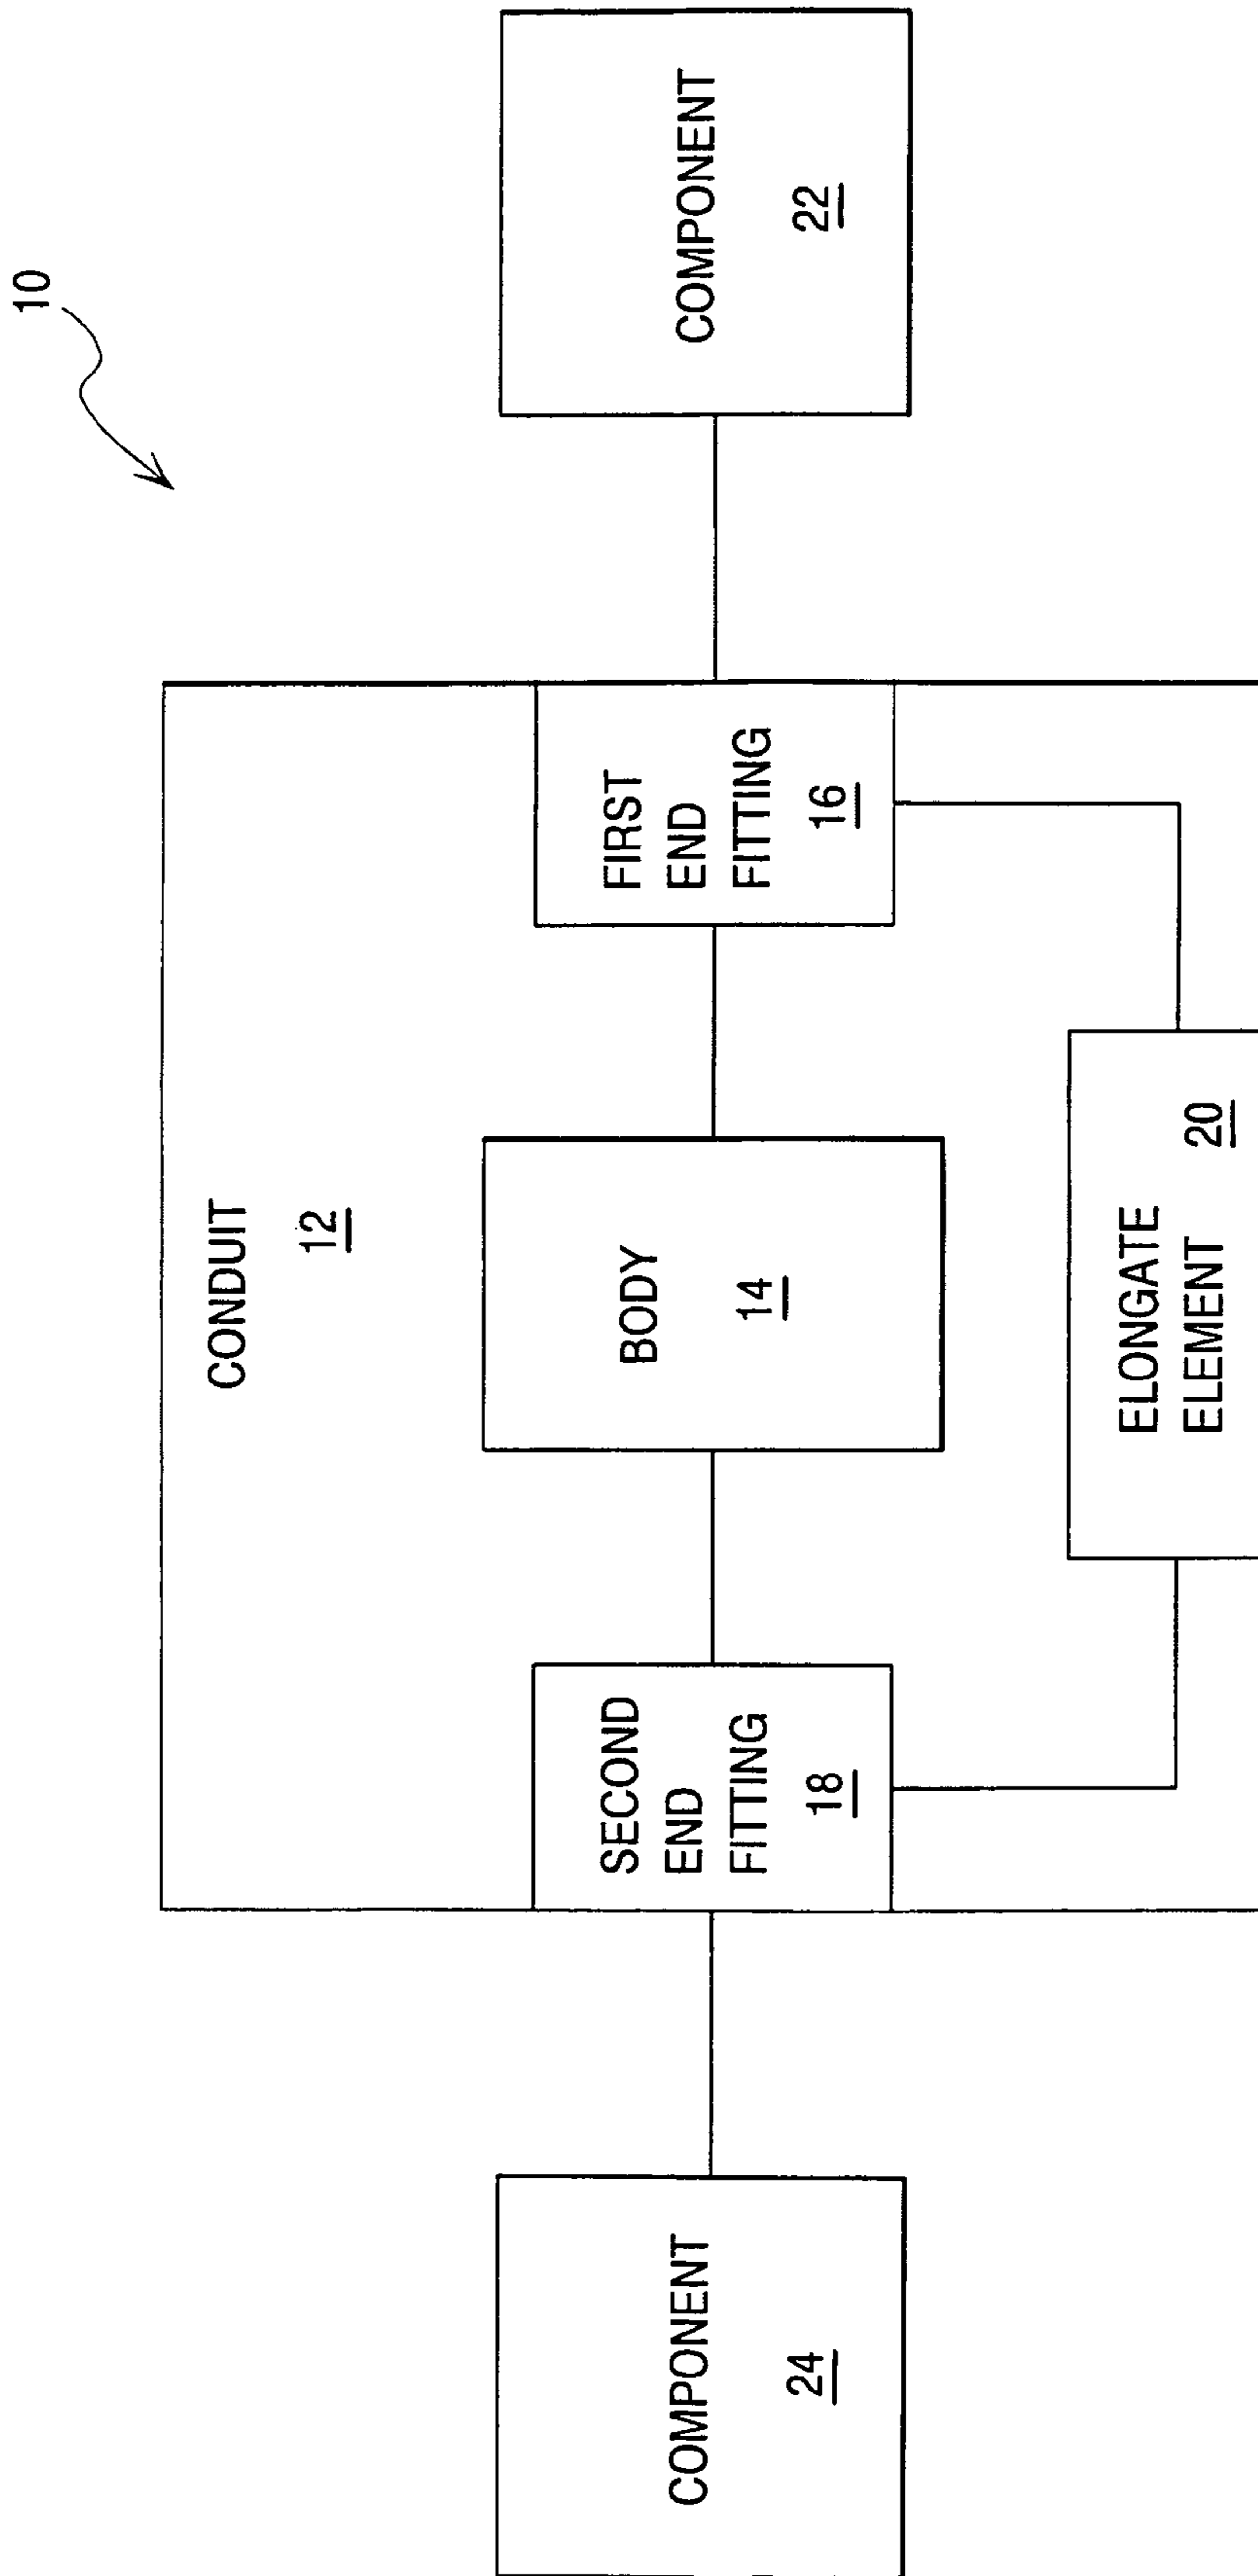 10
CONDUIT
12
COMPONENT
24
SECOND
END
FITTING
18
BODY
14
FIRST
END
FITTING
16
COMPONENT
22
ELONGATE
ELEMENT
20